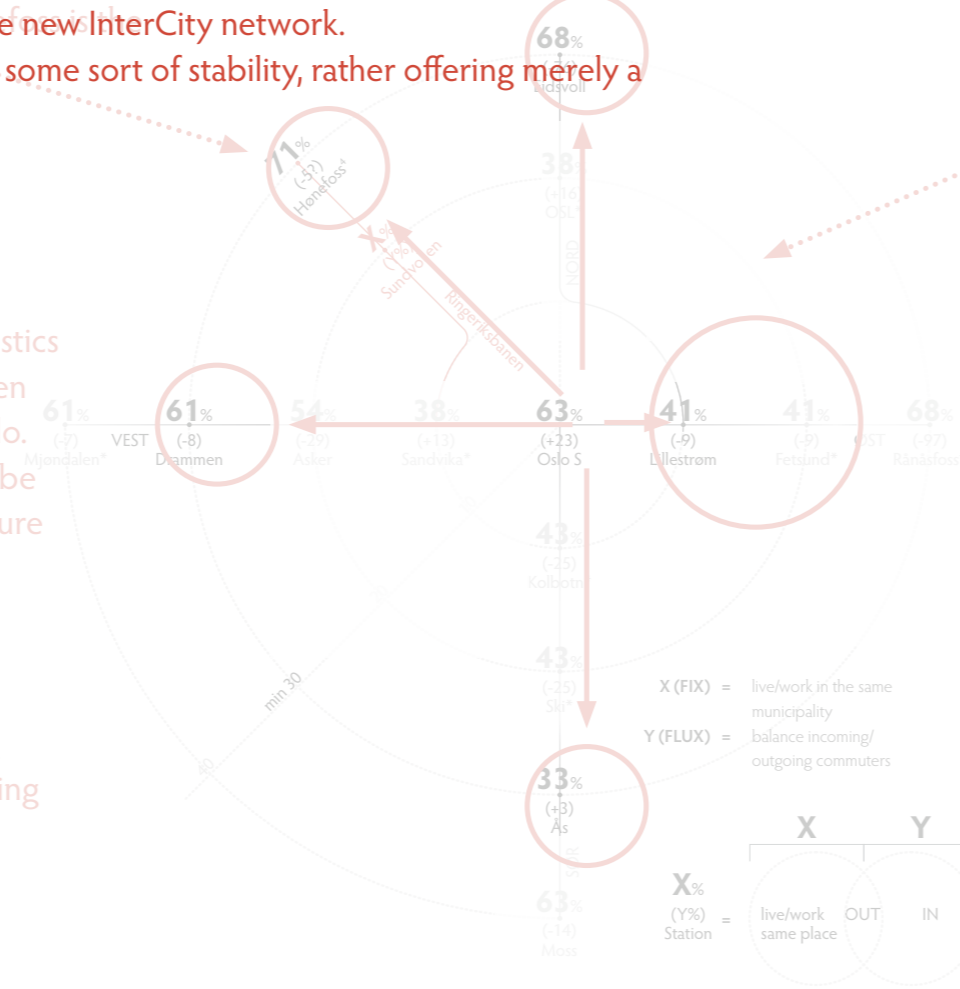 e new InterCity network.
some sort of stability, rather offering merely a
68%
Eidsvoll
71%
(-5?)
Hønefoss*
38
(+16
OSL*
NORD
X%
(Y%)
Sundvollen
Ringeriksbanen
stics
en
o.
be
ure
ing
61%
(-7)
Mjøndalen*
VEST
61%
(-8)
Drammen
54%
(-29)
Asker
38%
(+13)
Sandvika*
63%
(+23)
Oslo S
41%
(-9)
Lillestrøm
41%
(-9)
Fetsund*
ØST
68%
(-97)
Rånåsfoss
43%
(-25)
Kolbotn
43%
(-25)
Ski*
min 30
40
33%
(+3)
Ås
SØR
63%
(-14)
Moss
X (FIX) = live/work in the same
municipality
Y (FLUX) = balance incoming/
outgoing commuters
X Y
X%
(Y%) = live/work OUT IN
Station same place